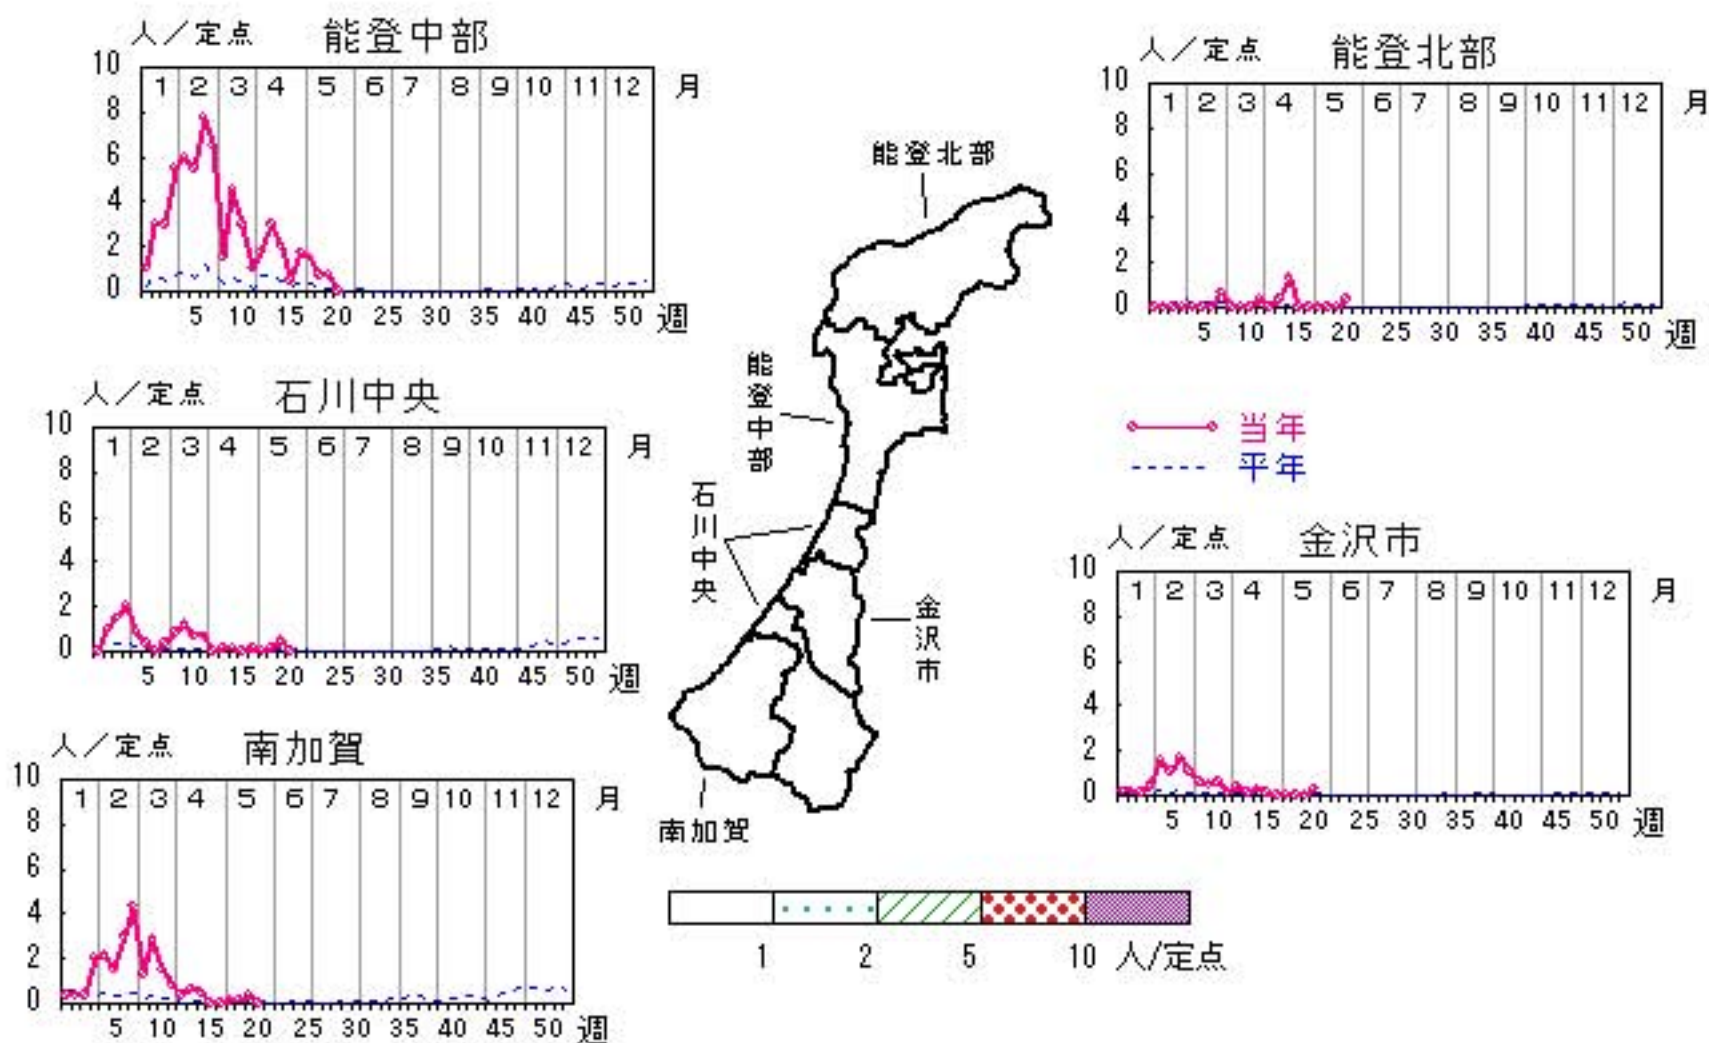 人／定点 能登中部
10 8 6 4 2 0
1 2 3 4 5 6 7 8 9 10 11 12 月
5 10 15 20 25 30 35 40 45 50 週
人／定点 能登北部
10 8 6 4 2 0
1 2 3 4 5 6 7 8 9 10 11 12 月
5 10 15 20 25 30 35 40 45 50 週
能登北部
能登中部
石川中央
金沢市
南加賀
人／定点 石川中央
10 8 6 4 2 0
1 2 3 4 5 6 7 8 9 10 11 12 月
5 10 15 20 25 30 35 40 45 50 週
当年
平年
人／定点 金沢市
10 8 6 4 2 0
1 2 3 4 5 6 7 8 9 10 11 12 月
5 10 15 20 25 30 35 40 45 50 週
人／定点 南加賀
10 8 6 4 2 0
1 2 3 4 5 6 7 8 9 10 11 12 月
5 10 15 20 25 30 35 40 45 50 週
1 2 5 10 人/定点